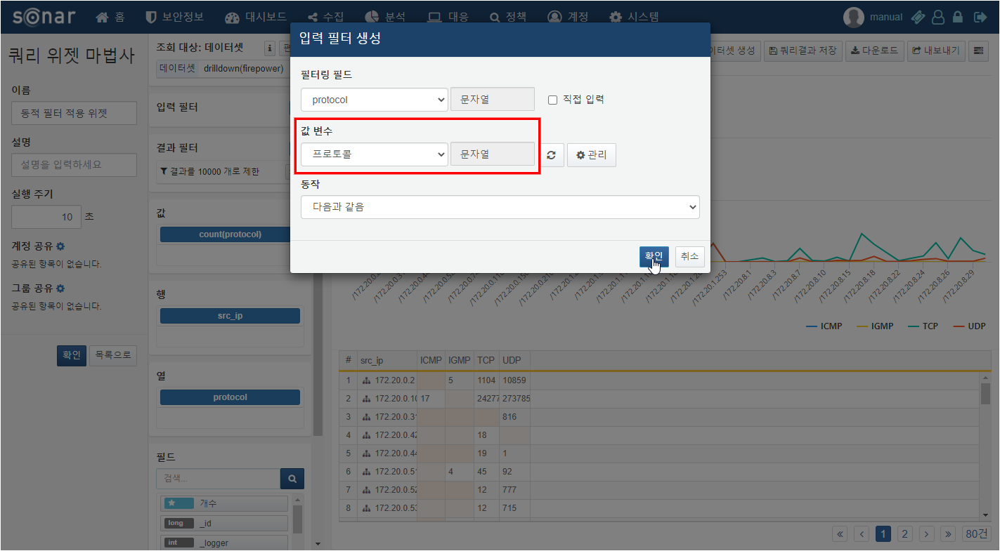 sonar 홈 보안정보 대시보드 수집 분석 대응 정책 계정 시스템 manual
쿼리 위젯 마법사
이름
동적 필터 적용 위젯
설명
설명을 입력하세요
실행 주기
10 초
계정 공유
공유된 항목이 없습니다.
그룹 공유
공유된 항목이 없습니다.
확인 목록으로
조회 대상: 데이터셋
데이터셋 drilldown(firepower)
입력 필터
결과 필터
결과를 10000 개로 제한
값
count(protocol)
행
src_ip
열
protocol
필드
검색...
개수
long _id
int _logger
입력 필터 생성
필터링 필드
protocol 문자열 직접 입력
값 변수
프로토콜 문자열 관리
동작
다음과 같음
확인 취소
이터셋 생성 쿼리결과 저장 다운로드 내보내기
/172.20.1.253 /172.20.8.1 /172.20.8.3 /172.20.8.7 /172.20.8.10 /172.20.8.15 /172.20.8.18 /172.20.8.22 /172.20.8.24 /172.20.8.26 /172.20.8.29
ICMP IGMP TCP UDP
# src_ip ICMP IGMP TCP UDP
1 172.20.0.2 5 1104 10859
2 172.20.0.10 17 24277 273785
3 172.20.0.31 816
4 172.20.0.42 18
5 172.20.0.44 19 1
6 172.20.0.51 4 45 92
7 172.20.0.52 12 777
8 172.20.0.53 12 715
« ‹ 1 2 › » 80건